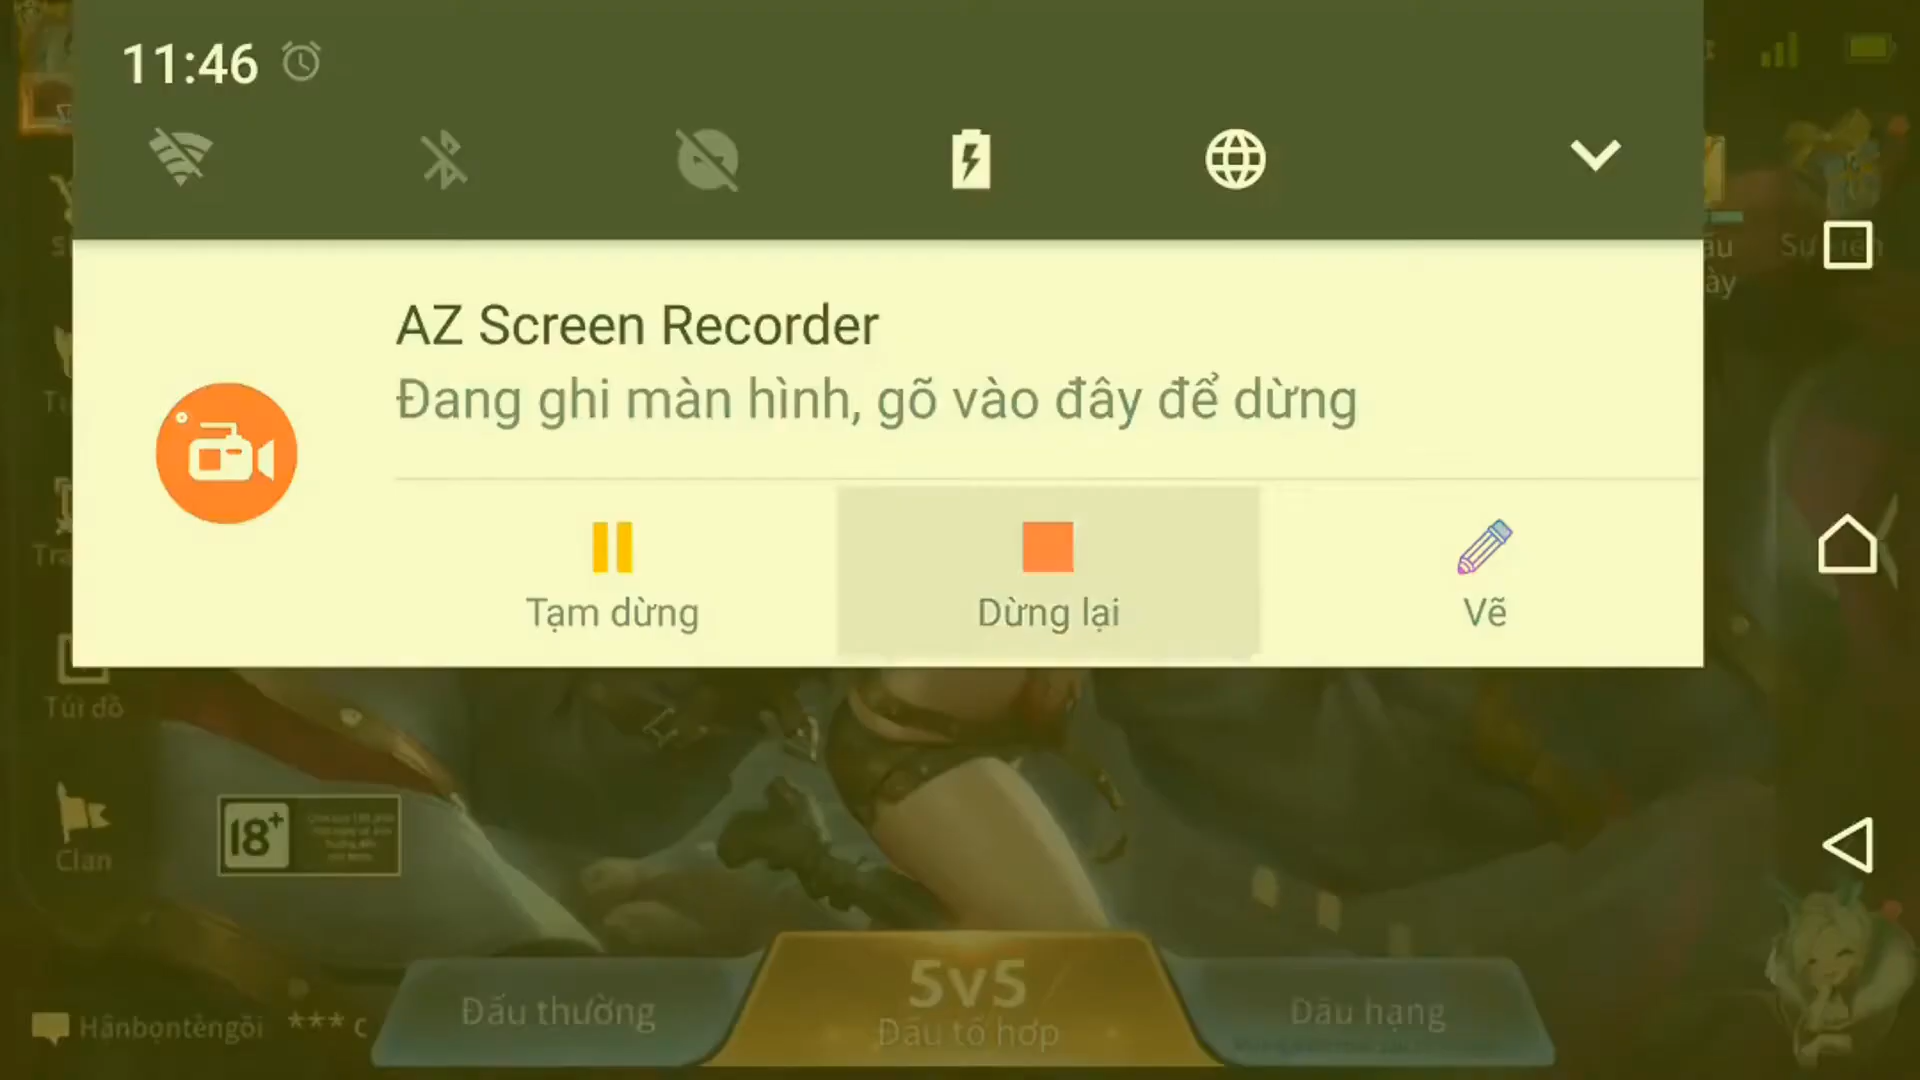 11:46
AZ Screen Recorder
Đang ghi màn hình, gõ vào đây để dừng
Tạm dừng
Dừng lại
Vẽ
Túi đồ
18+
Clan
5v5
Đấu thường
Đấu tổ hợp
Đấu hạng
Hânbọntẻngồi *** c